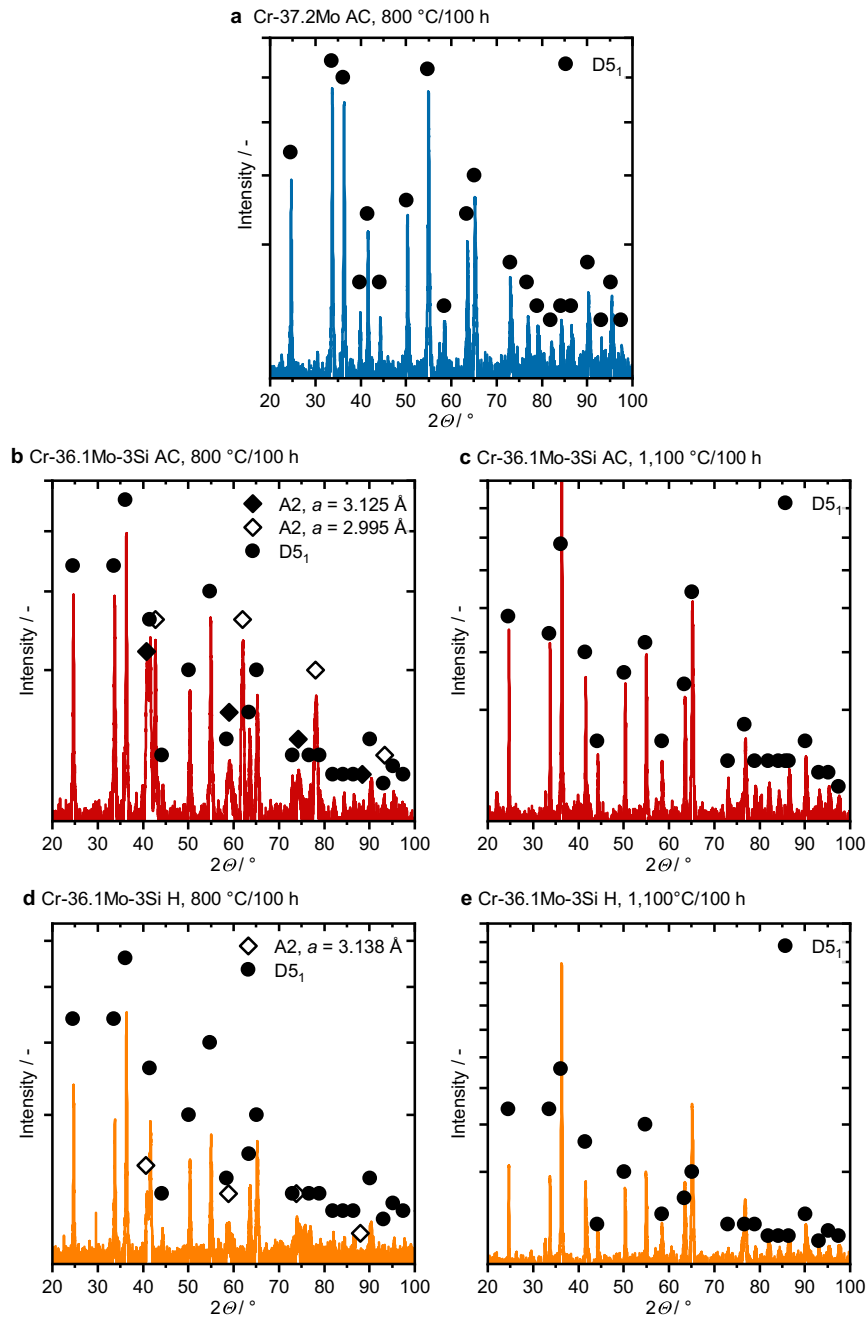 a Cr-37.2Mo AC, 800 °C/100 h
D5₁
Intensity / -
20 30 40 50 60 70 80 90 100
2Θ / °
b Cr-36.1Mo-3Si AC, 800 °C/100 h
A2, a = 3.125 Å
A2, a = 2.995 Å
D5₁
Intensity / -
20 30 40 50 60 70 80 90 100
2Θ / °
c Cr-36.1Mo-3Si AC, 1,100 °C/100 h
D5₁
Intensity / -
20 30 40 50 60 70 80 90 100
2Θ / °
d Cr-36.1Mo-3Si H, 800 °C/100 h
A2, a = 3.138 Å
D5₁
Intensity / -
20 30 40 50 60 70 80 90 100
2Θ / °
e Cr-36.1Mo-3Si H, 1,100°C/100 h
D5₁
Intensity / -
20 30 40 50 60 70 80 90 100
2Θ / °